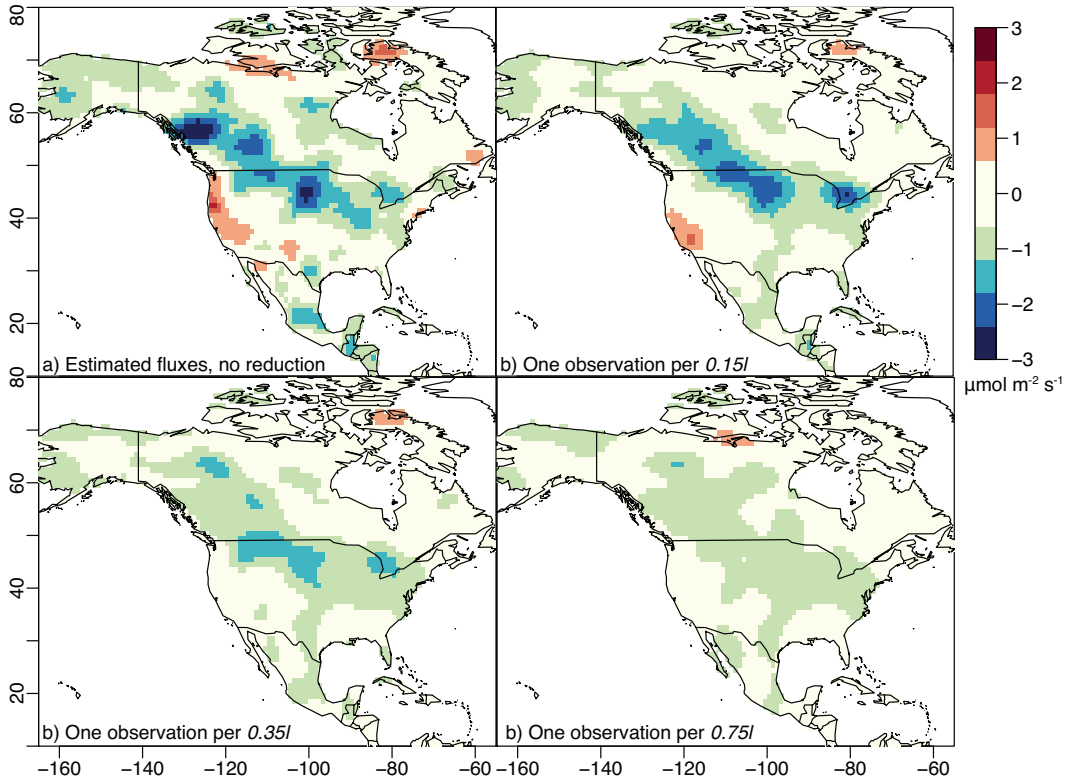 80
60
40
20
a) Estimated fluxes, no reduction
b) One observation per 0.15l
3
2
1
0
−1
−2
−3
µmol m-2 s-1
80
60
40
20
b) One observation per 0.35l
b) One observation per 0.75l
−160 −140 −120 −100 −80 −60
−160 −140 −120 −100 −80 −60